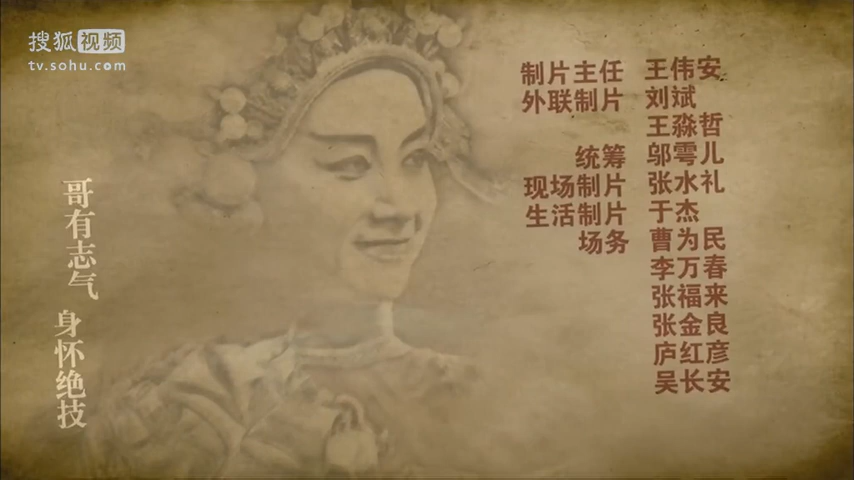 搜狐视频
tv.sohu.com
制片主任 王伟安
外联制片 刘斌
王淼哲
统筹 邬雩儿
现场制片 张水礼
生活制片 于杰
场务 曹为民
李万春
张福来
张金良
庐红彦
吴长安
哥有志气
身怀绝技